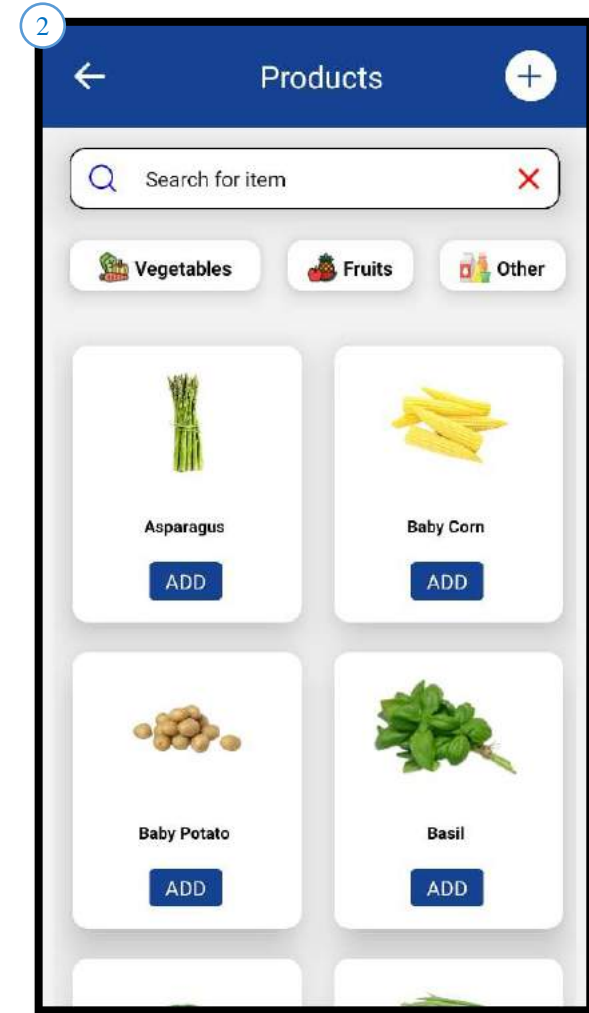 2
Products
Search for item
Vegetables
Fruits
Other
Asparagus
Baby Corn
ADD
ADD
Baby Potato
Basil
ADD
ADD